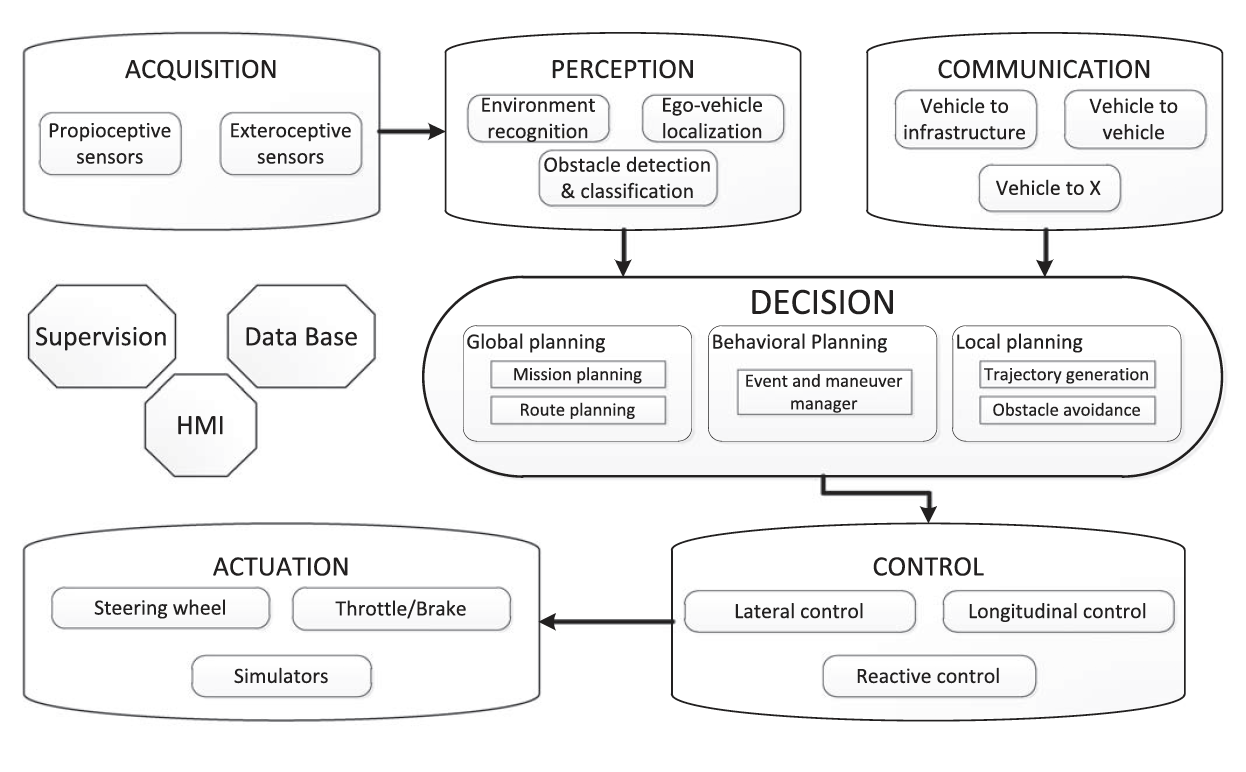 ACQUISITION
Propioceptive
sensors
Exteroceptive
sensors
PERCEPTION
Environment
recognition
Ego-vehicle
localization
Obstacle detection
& classification
COMMUNICATION
Vehicle to
infrastructure
Vehicle to
vehicle
Vehicle to X
Supervision
Data Base
HMI
DECISION
Global planning
Mission planning
Route planning
Behavioral Planning
Event and maneuver
manager
Local planning
Trajectory generation
Obstacle avoidance
ACTUATION
Steering wheel
Throttle/Brake
Simulators
CONTROL
Lateral control
Longitudinal control
Reactive control